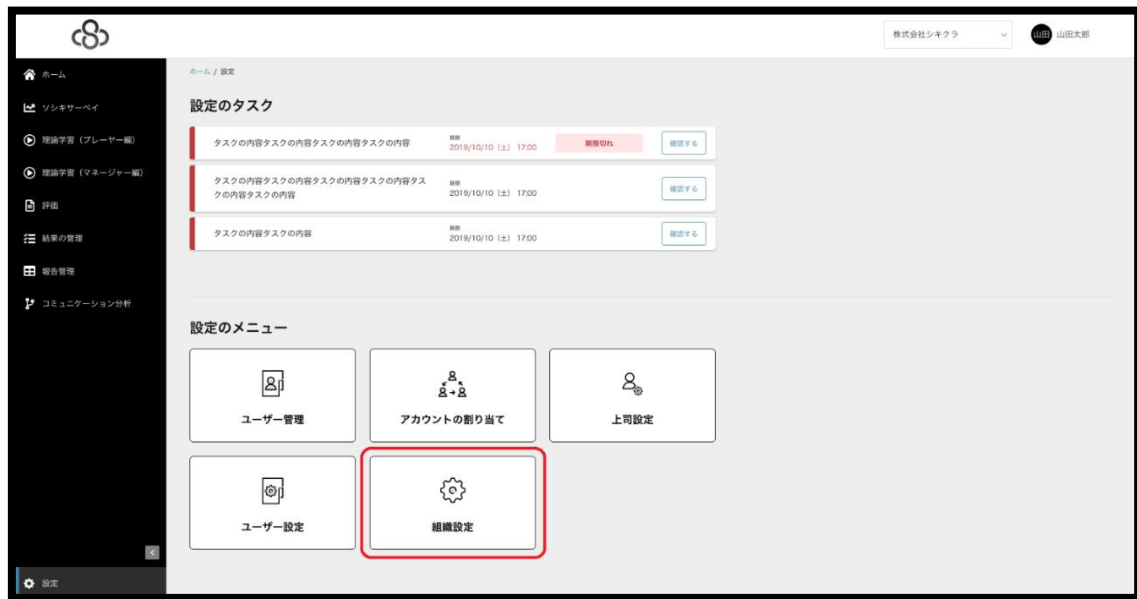 株式会社シキクラ
山田 山田太郎
ホーム
ソシキサーベイ
理論学習（プレーヤー編）
理論学習（マネージャー編）
評価
結果の管理
報告管理
コミュニケーション分析
設定
ホーム / 設定
設定のタスク
タスクの内容タスクの内容タスクの内容タスクの内容
期限
2019/10/10（土）17:00
期限切れ
確認する
タスクの内容タスクの内容タスクの内容タスクの内容タス
クの内容タスクの内容
期限
2019/10/10（土）17:00
確認する
タスクの内容タスクの内容
期限
2019/10/10（土）17:00
確認する
設定のメニュー
ユーザー管理
アカウントの割り当て
上司設定
ユーザー設定
組織設定